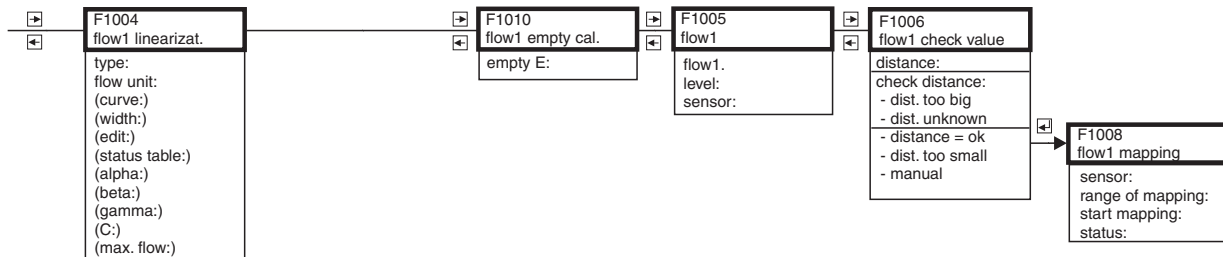 F1004
flow1 linearizat.
type:
flow unit:
(curve:)
(width:)
(edit:)
(status table:)
(alpha:)
(beta:)
(gamma:)
(C:)
(max. flow:)
F1010
flow1 empty cal.
empty E:
F1005
flow1
flow1.
level:
sensor:
F1006
flow1 check value
distance:
check distance:
- dist. too big
- dist. unknown
- distance = ok
- dist. too small
- manual
F1008
flow1 mapping
sensor:
range of mapping:
start mapping:
status: